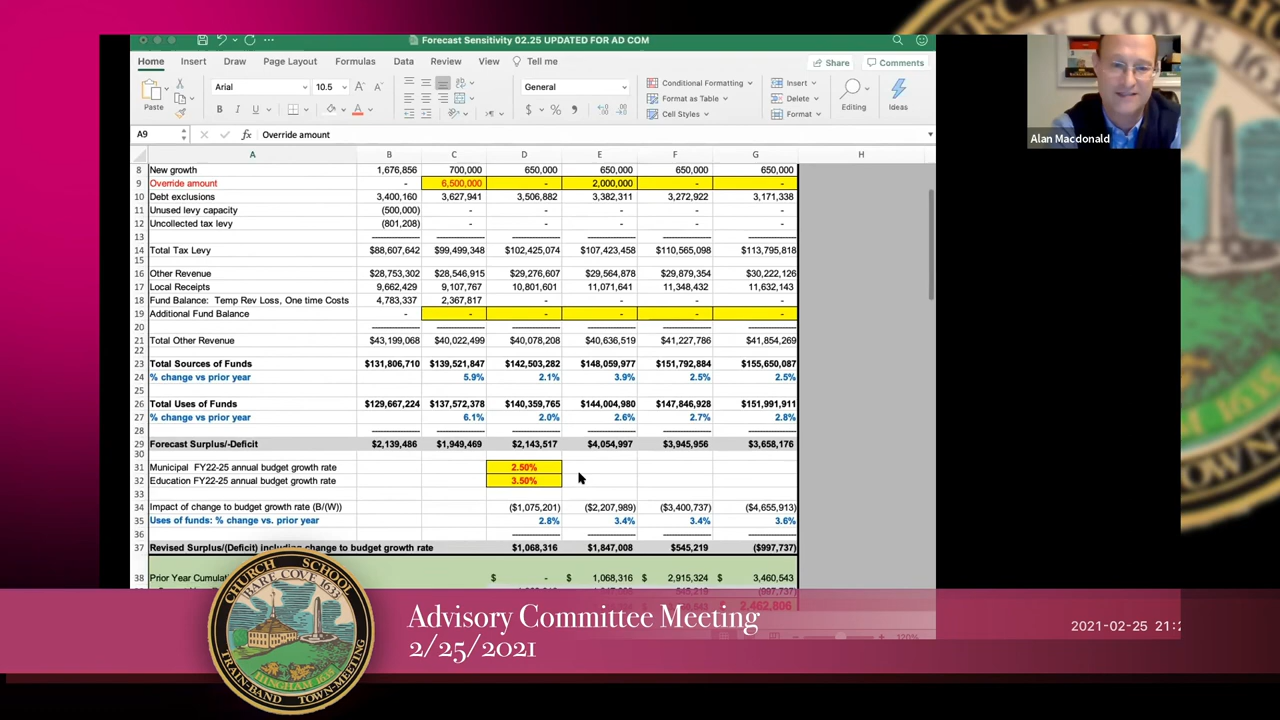 Forecast Sensitivity 02.25 UPDATED FOR AD COM
Home Insert Draw Page Layout Formulas Data Review View Tell me Share Comments
Paste Arial 10.5 General Conditional Formatting Insert
B I U Format as Table Delete Editing Ideas
Cell Styles Format
A9 fx Override amount
A B C D E F G H
8 New growth 1,676,856 700,000 650,000 650,000 650,000 650,000
9 Override amount - 6,500,000 - 2,000,000 - -
10 Debt exclusions 3,400,160 3,627,941 3,506,882 3,382,311 3,272,922 3,171,338
11 Unused levy capacity (500,000) - - - - -
12 Uncollected tax levy (801,208) - - - - -
13
14 Total Tax Levy $88,607,642 $99,499,348 $102,425,074 $107,423,458 $110,565,098 $113,795,818
15
16 Other Revenue $28,753,302 $28,546,915 $29,276,607 $29,564,878 $29,879,354 $30,222,126
17 Local Receipts 9,662,429 9,107,767 10,801,601 11,071,641 11,348,432 11,632,143
18 Fund Balance: Temp Rev Loss, One time Costs 4,783,337 2,367,817 - - - -
19 Additional Fund Balance - - - - - -
20
21 Total Other Revenue $43,199,068 $40,022,499 $40,078,208 $40,636,519 $41,227,786 $41,854,269
22
23 Total Sources of Funds $131,806,710 $139,521,847 $142,503,282 $148,059,977 $151,792,884 $155,650,087
24 % change vs prior year 5.9% 2.1% 3.9% 2.5% 2.5%
25
26 Total Uses of Funds $129,667,224 $137,572,378 $140,359,765 $144,004,980 $147,846,928 $151,991,911
27 % change vs prior year 6.1% 2.0% 2.6% 2.7% 2.8%
28
29 Forecast Surplus/-Deficit $2,139,486 $1,949,469 $2,143,517 $4,054,997 $3,945,956 $3,658,176
30
31 Municipal FY22-25 annual budget growth rate 2.50%
32 Education FY22-25 annual budget growth rate 3.50%
33
34 Impact of change to budget growth rate (B/(W)) ($1,075,201) ($2,207,989) ($3,400,737) ($4,655,913)
35 Uses of funds: % change vs. prior year 2.8% 3.4% 3.4% 3.6%
36
37 Revised Surplus/(Deficit) including change to budget growth rate $1,068,316 $1,847,008 $545,219 ($997,737)
38 Prior Year $ - $ 1,068,316 $ 2,915,324 $ 3,460,543
2,462,806
120%
Alan Macdonald
Advisory Committee Meeting
2/25/2021
2021-02-25 21:2
CHURCH SCHOOL
BARE COVE 1633
HINGHAM 1635
TRAIN-BAND TOWN-MEETING